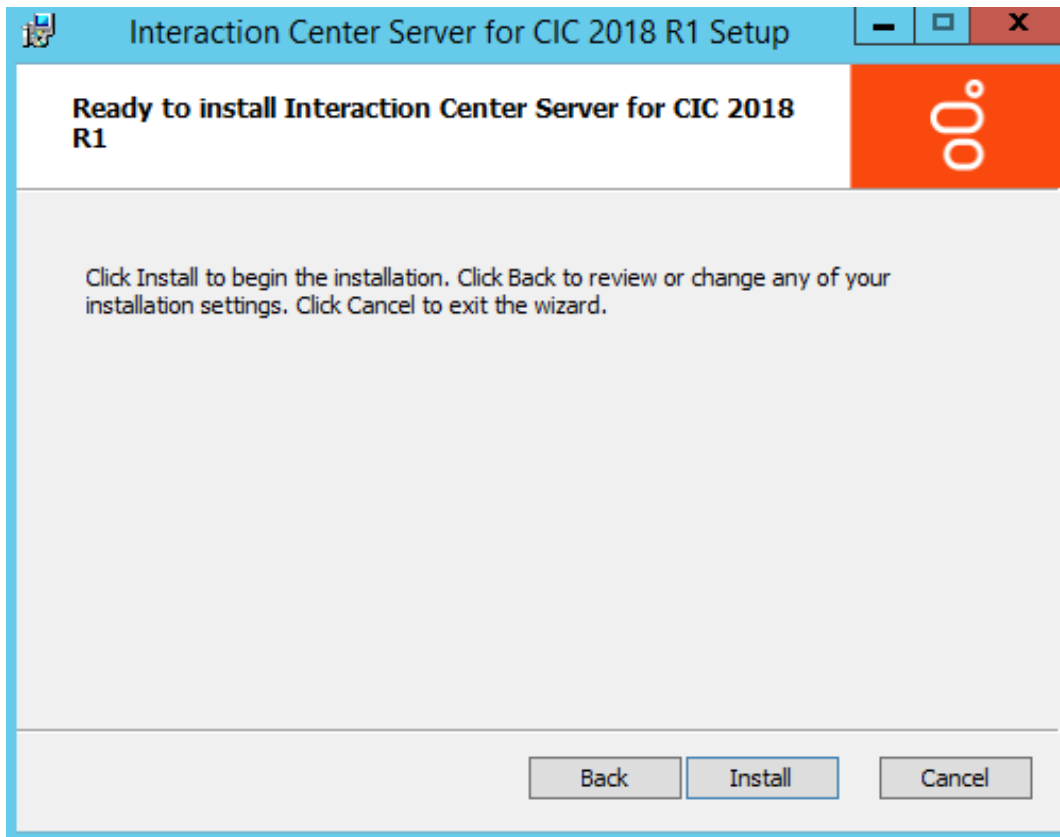 Interaction Center Server for CIC 2018 R1 Setup
Ready to install Interaction Center Server for CIC 2018
R1
Click Install to begin the installation. Click Back to review or change any of your
installation settings. Click Cancel to exit the wizard.
Back
Install
Cancel